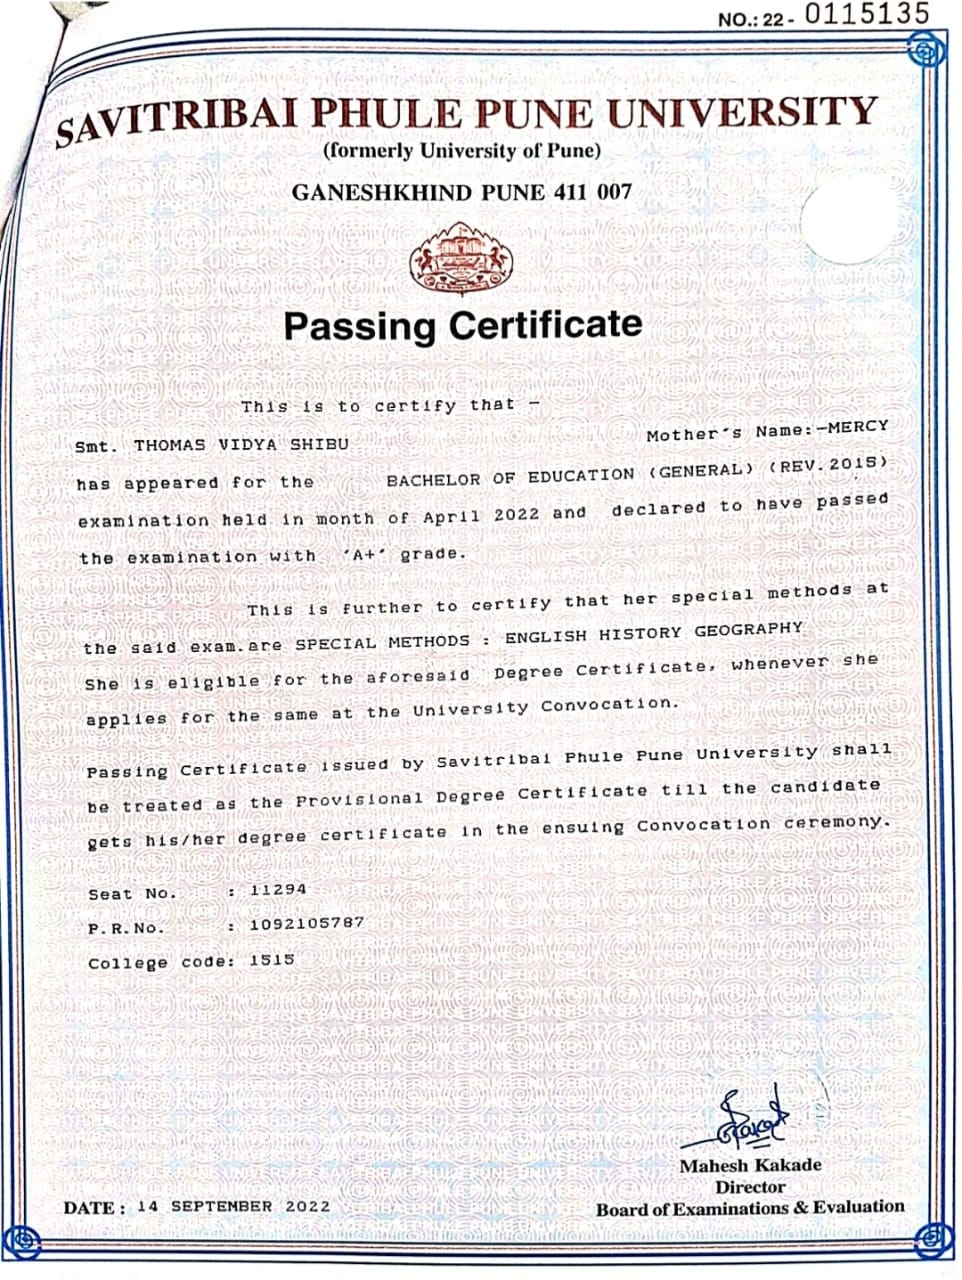 NO.: 22 - 0115135
SAVITRIBAI PHULE PUNE UNIVERSITY
(formerly University of Pune)
GANESHKHIND PUNE 411 007
Passing Certificate
This is to certify that -
Smt. THOMAS VIDYA SHIBU Mother's Name:-MERCY
has appeared for the BACHELOR OF EDUCATION (GENERAL) (REV.2015)
examination held in month of April 2022 and declared to have passed
the examination with 'A+' grade.
This is further to certify that her special methods at
the said exam.are SPECIAL METHODS : ENGLISH HISTORY GEOGRAPHY
She is eligible for the aforesaid Degree Certificate, whenever she
applies for the same at the University Convocation.
Passing Certificate issued by Savitribai Phule Pune University shall
be treated as the Provisional Degree Certificate till the candidate
gets his/her degree certificate in the ensuing Convocation ceremony.
Seat No. : 11294
P.R.No. : 1092105787
College code: 1515
Mahesh Kakade
Director
DATE : 14 SEPTEMBER 2022 Board of Examinations & Evaluation